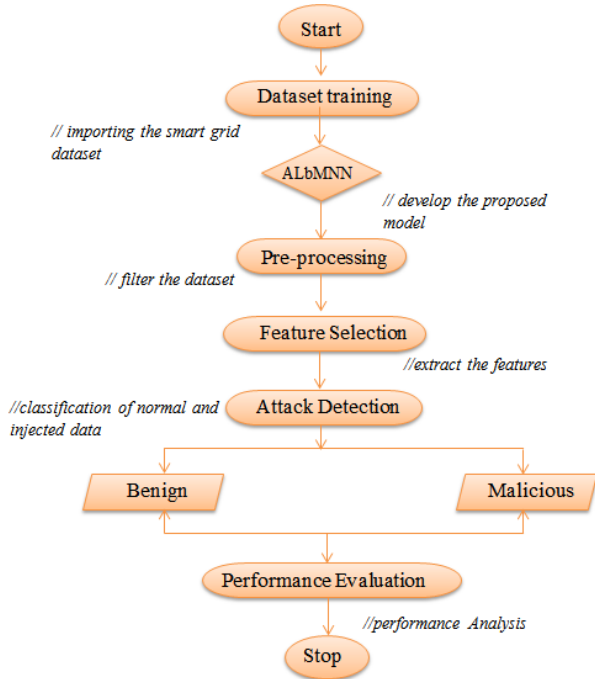 Start
Dataset training
// importing the smart grid
dataset
ALbMNN
// develop the proposed
model
Pre-processing
// filter the dataset
Feature Selection
//extract the features
//classification of normal and
injected data
Attack Detection
Benign
Malicious
Performance Evaluation
//performance Analysis
Stop